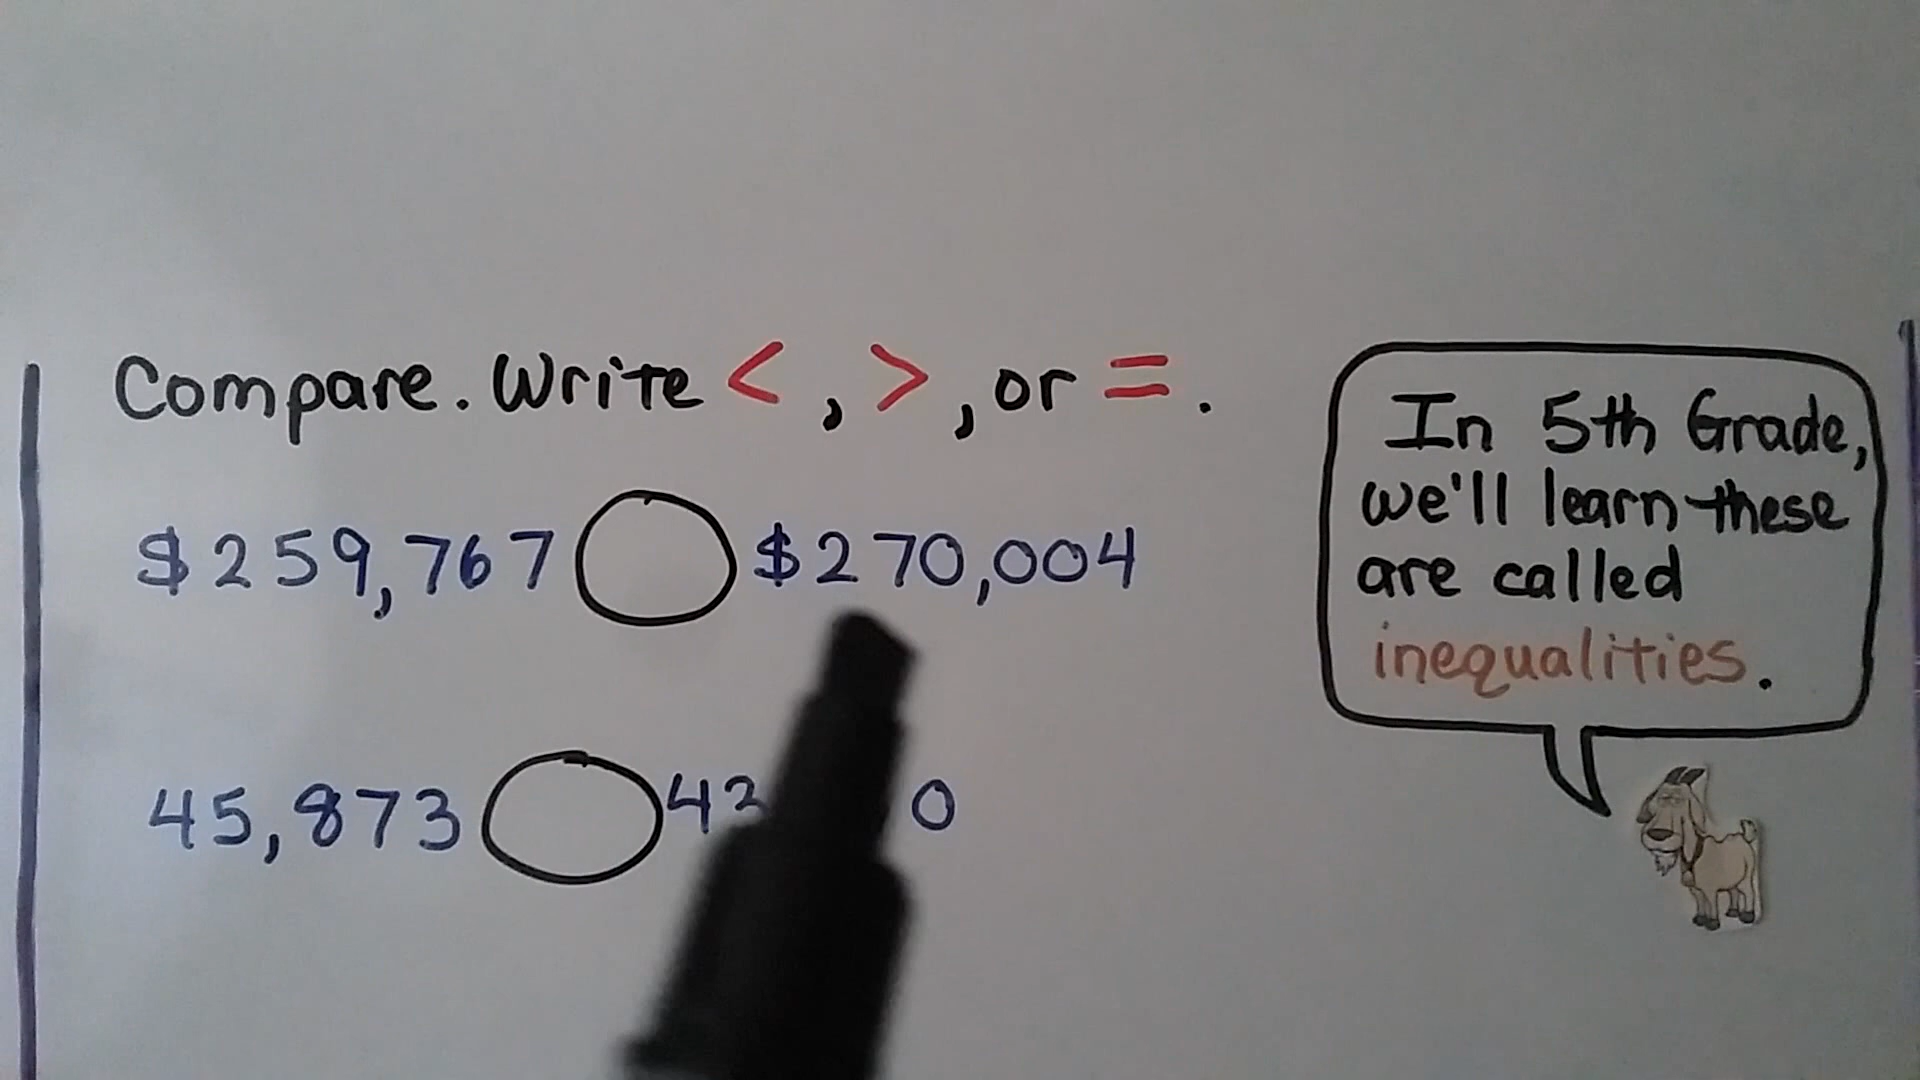 Compare. Write <, >, or =.
$259,767 $270,004
45,873
In 5th Grade,
we'll learn these
are called
inequalities.